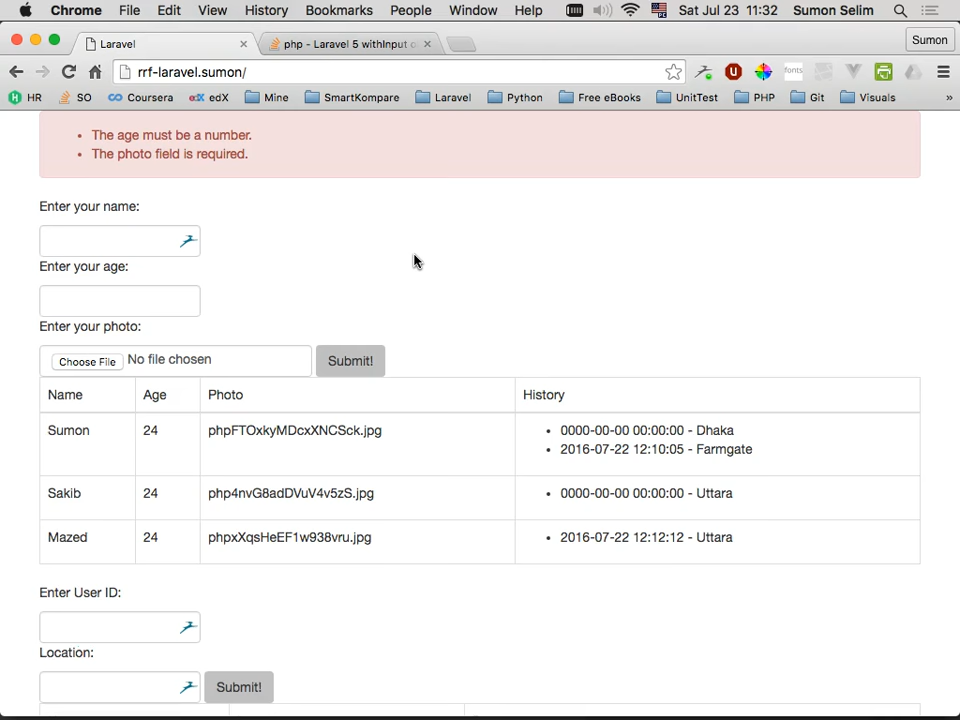 Chrome File Edit View History Bookmarks People Window Help Sat Jul 23 11:32 Sumon Selim
Laravel php - Laravel 5 withInput o Sumon
rrf-laravel.sumon/ fonts
HR SO Coursera edX Mine SmartKompare Laravel Python Free eBooks UnitTest PHP Git Visuals »
• The age must be a number.
• The photo field is required.
Enter your name:
Enter your age:
Enter your photo:
Choose File No file chosen Submit!
Name Age Photo History
Sumon 24 phpFTOxkyMDcxXNCSck.jpg • 0000-00-00 00:00:00 - Dhaka
• 2016-07-22 12:10:05 - Farmgate
Sakib 24 php4nvG8adDVuV4v5zS.jpg • 0000-00-00 00:00:00 - Uttara
Mazed 24 phpxXqsHeEF1w938vru.jpg • 2016-07-22 12:12:12 - Uttara
Enter User ID:
Location:
Submit!